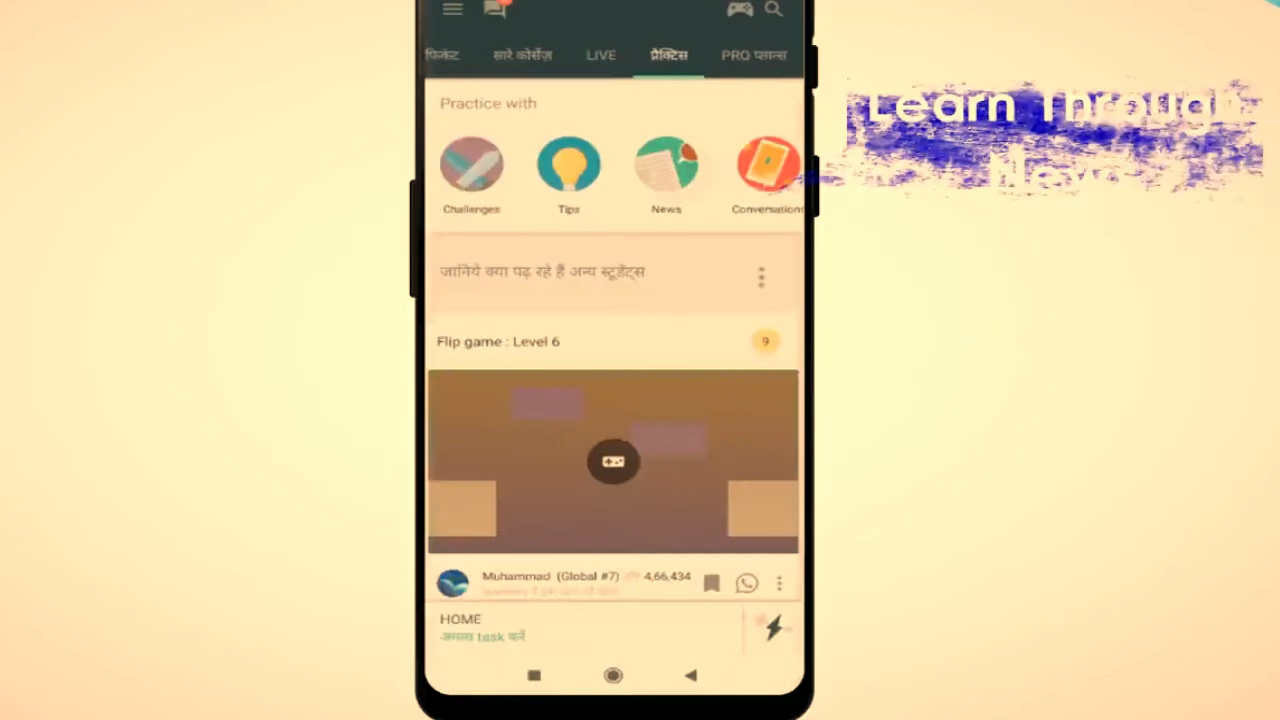 Learn Through
News
सारे कोर्सेज़ LIVE प्रैक्टिस PRO प्लान्स
Practice with
Challenges Tips News Conversations
जानिये क्या पढ़ रहे हैं अन्य स्टूडेंट्स
Flip game : Level 6 9
Muhammad (Global #7) 4,66,434
HOME
अगला task करें